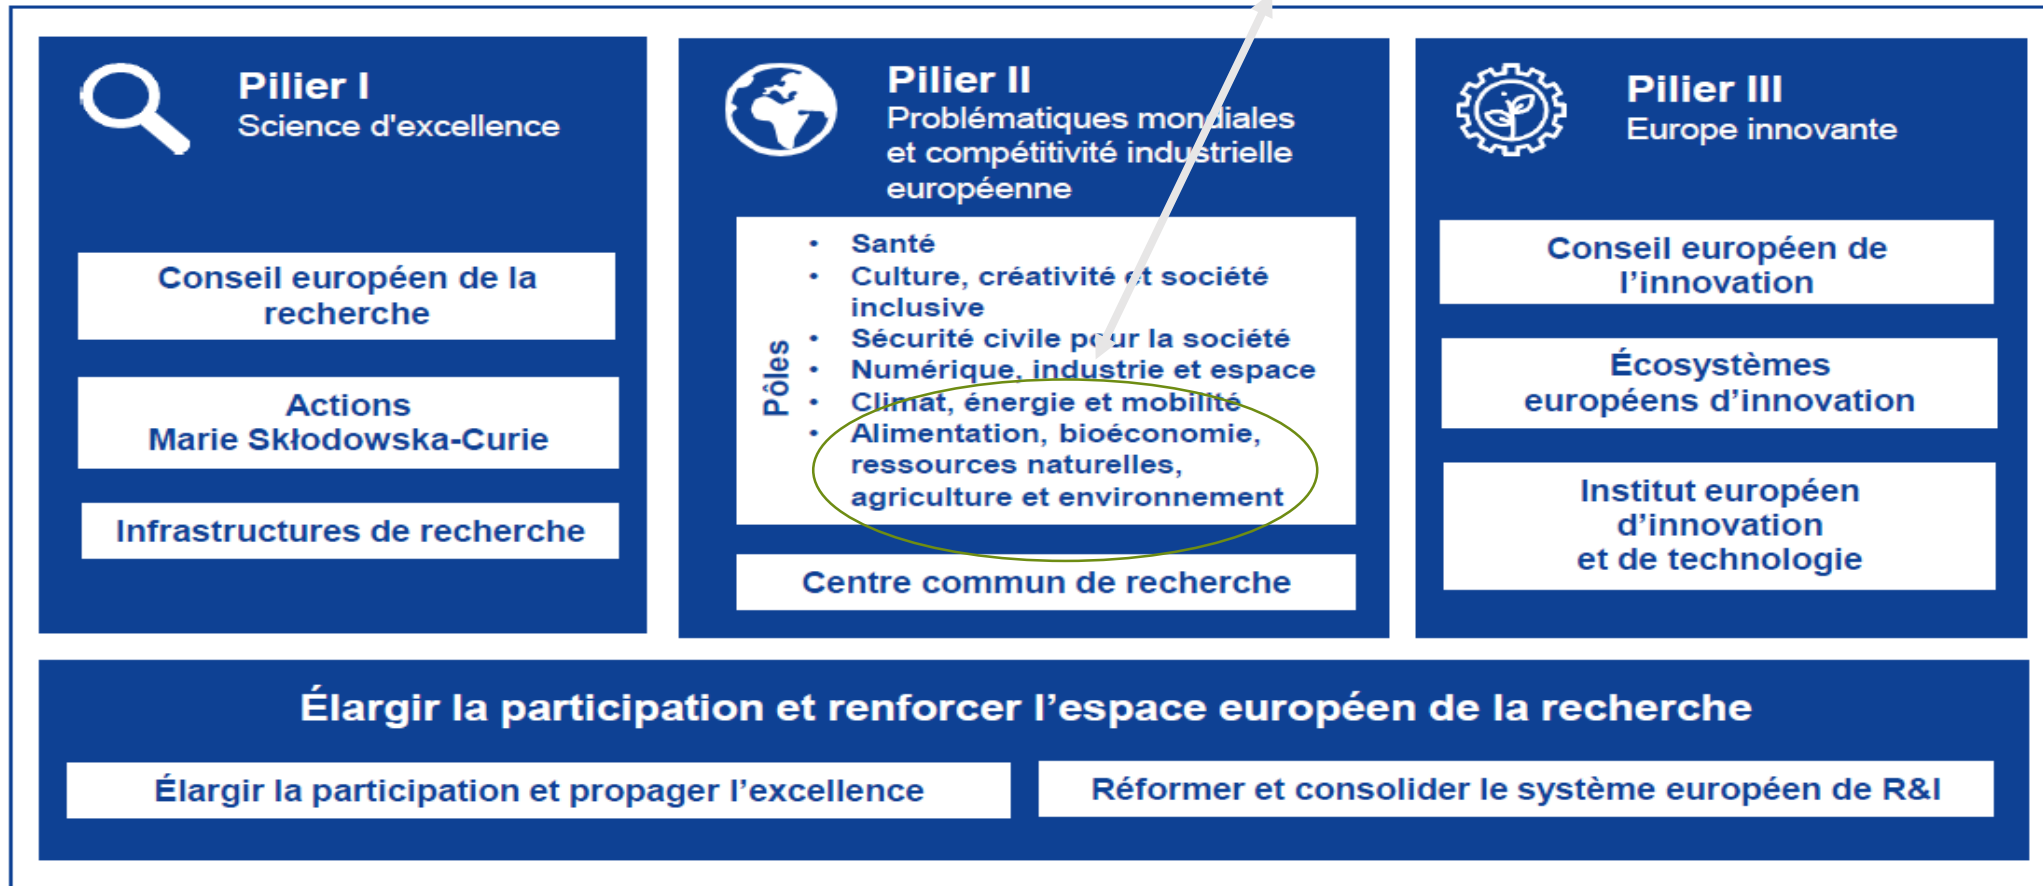 Pilier I
Science d'excellence
Conseil européen de la
recherche
Actions
Marie Skłodowska-Curie
Infrastructures de recherche
Pilier II
Problématiques mondiales
et compétitivité industrielle
européenne
Pôles
• Santé
• Culture, créativité et société
inclusive
• Sécurité civile pour la société
• Numérique, industrie et espace
• Climat, énergie et mobilité
• Alimentation, bioéconomie,
ressources naturelles,
agriculture et environnement
Centre commun de recherche
Pilier III
Europe innovante
Conseil européen de
l’innovation
Écosystèmes
européens d’innovation
Institut européen
d’innovation
et de technologie
Élargir la participation et renforcer l’espace européen de la recherche
Élargir la participation et propager l’excellence
Réformer et consolider le système européen de R&I